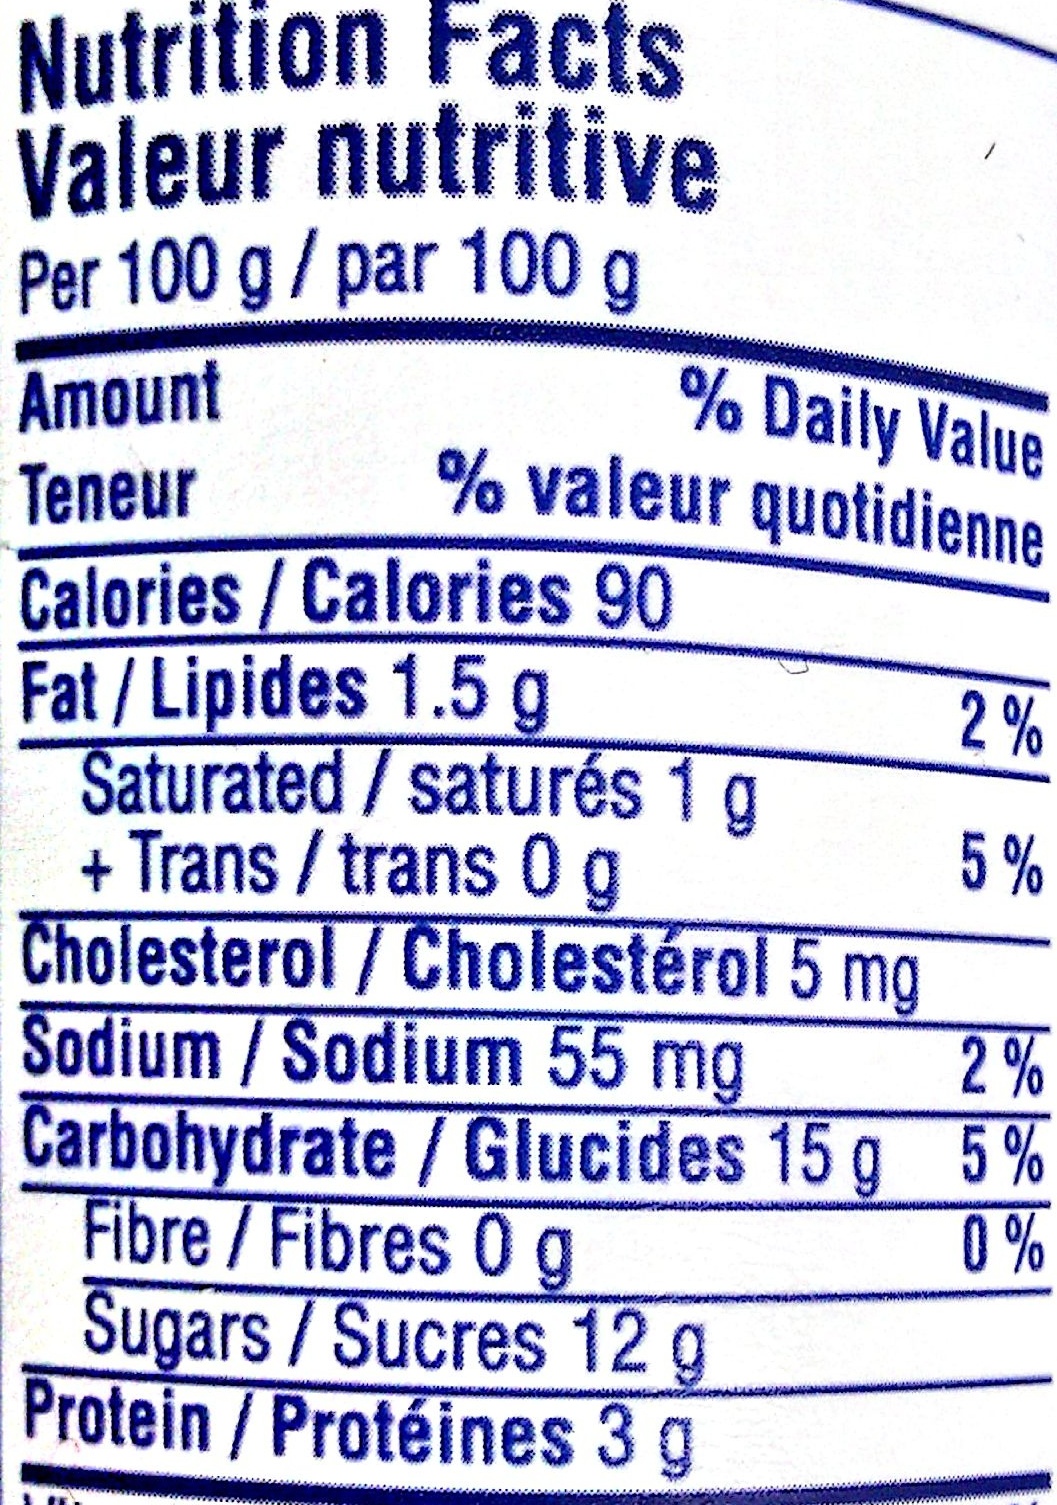 Nutrition Facts
Valeur nutritive
Per 100 g / par 100 g
Amount % Daily Value
Teneur % valeur quotidienne
Calories / Calories 90
Fat / Lipides 1.5 g 2 %
Saturated / saturés 1 g
+ Trans / trans 0 g 5 %
Cholesterol / Cholestérol 5 mg
Sodium / Sodium 55 mg 2 %
Carbohydrate / Glucides 15 g 5 %
Fibre / Fibres 0 g 0 %
Sugars / Sucres 12 g
Protein / Protéines 3 g